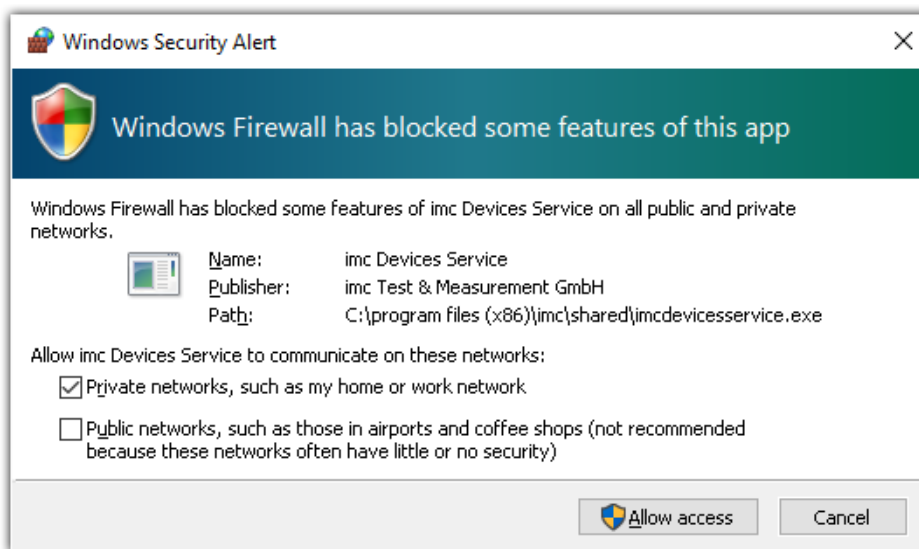 Windows Security Alert
Windows Firewall has blocked some features of this app
Windows Firewall has blocked some features of imc Devices Service on all public and private
networks.
Name: imc Devices Service
Publisher: imc Test & Measurement GmbH
Path: C:\program files (x86)\imc\shared\imcdevicesservice.exe
Allow imc Devices Service to communicate on these networks:
Private networks, such as my home or work network
Public networks, such as those in airports and coffee shops (not recommended
because these networks often have little or no security)
Allow access Cancel